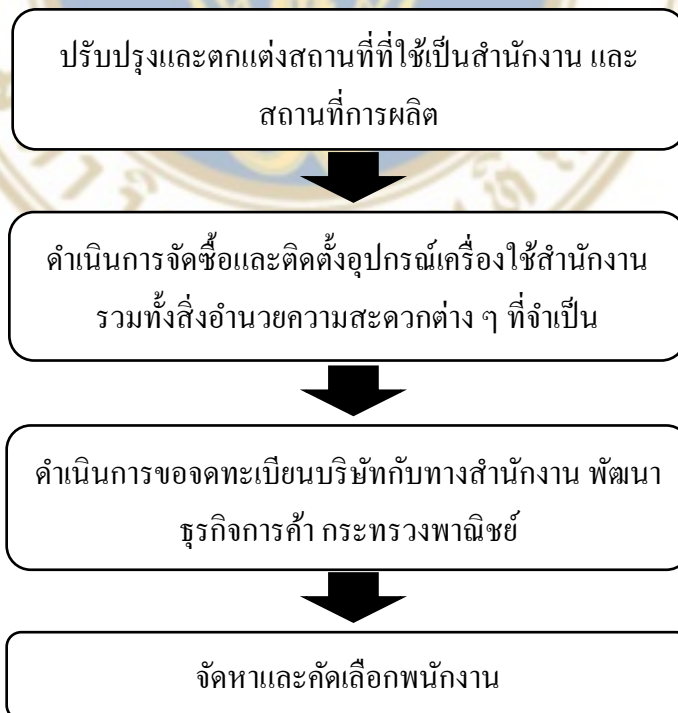 ปรับปรุงและตกแต่งสถานที่ที่ใช้เป็นสำนักงาน และ
สถานที่การผลิต
ดำเนินการจัดซื้อและติดตั้งอุปกรณ์เครื่องใช้สำนักงาน
รวมทั้งสิ่งอำนวยความสะดวกต่าง ๆ ที่จำเป็น
ดำเนินการขอจดทะเบียนบริษัทกับทางสำนักงาน พัฒนา
ธุรกิจการค้า กระทรวงพาณิชย์
จัดหาและคัดเลือกพนักงาน